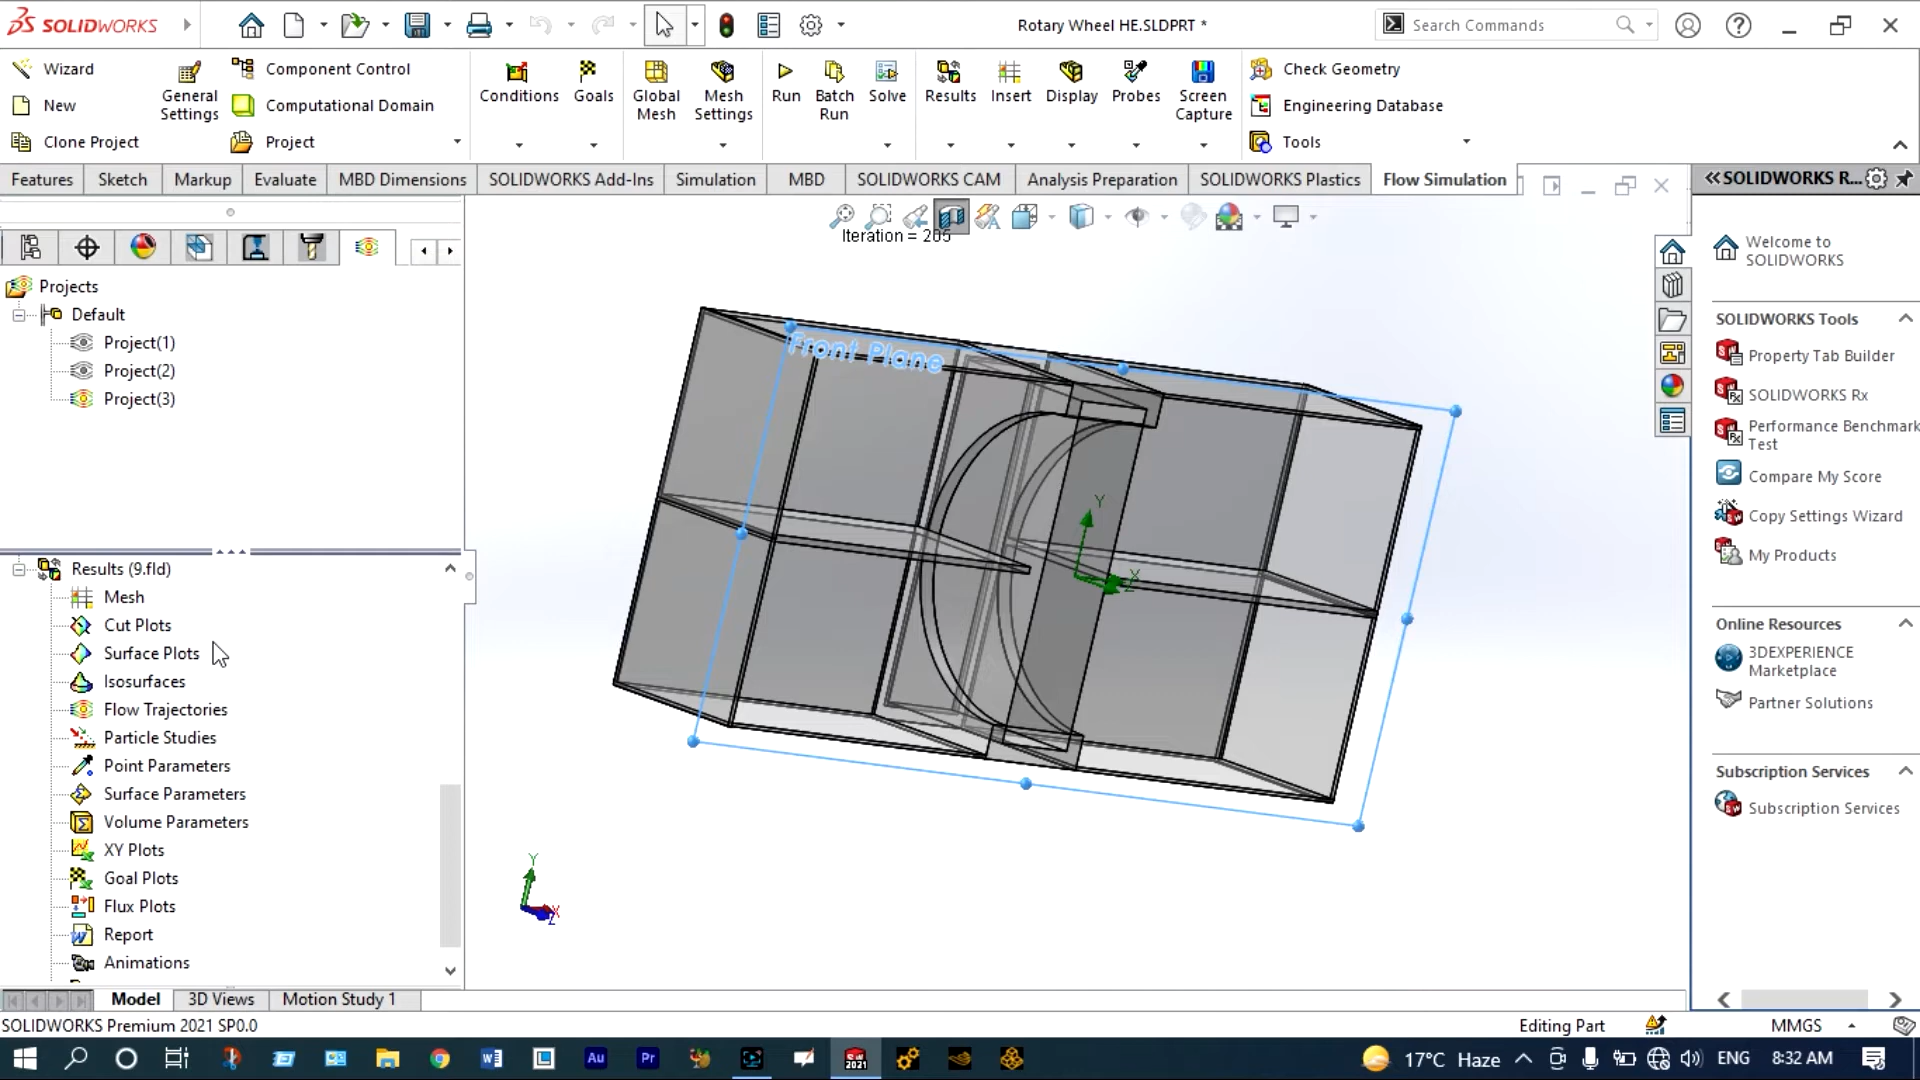 SOLIDWORKS
Rotary Wheel HE.SLDPRT *
Search Commands
Wizard
New
Clone Project
General
Settings
Component Control
Computational Domain
Project
Conditions
Goals
Global
Mesh
Mesh
Settings
Run
Batch
Run
Solve
Results
Insert
Display
Probes
Screen
Capture
Check Geometry
Engineering Database
Tools
Features
Sketch
Markup
Evaluate
MBD Dimensions
SOLIDWORKS Add-Ins
Simulation
MBD
SOLIDWORKS CAM
Analysis Preparation
SOLIDWORKS Plastics
Flow Simulation
SOLIDWORKS R...
Iteration = 205
Projects
Default
Project(1)
Project(2)
Project(3)
Results (9.fld)
Mesh
Cut Plots
Surface Plots
Isosurfaces
Flow Trajectories
Particle Studies
Point Parameters
Surface Parameters
Volume Parameters
XY Plots
Goal Plots
Flux Plots
Report
Animations
Front Plane
Y
X
Z
Y
X
Z
Welcome to
SOLIDWORKS
SOLIDWORKS Tools
Property Tab Builder
SOLIDWORKS Rx
Performance Benchmark
Test
Compare My Score
Copy Settings Wizard
My Products
Online Resources
3DEXPERIENCE
Marketplace
Partner Solutions
Subscription Services
Subscription Services
Model
3D Views
Motion Study 1
SOLIDWORKS Premium 2021 SP0.0
Editing Part
MMGS
Au
Pr
SW
2021
17°C Haze
ENG
8:32 AM